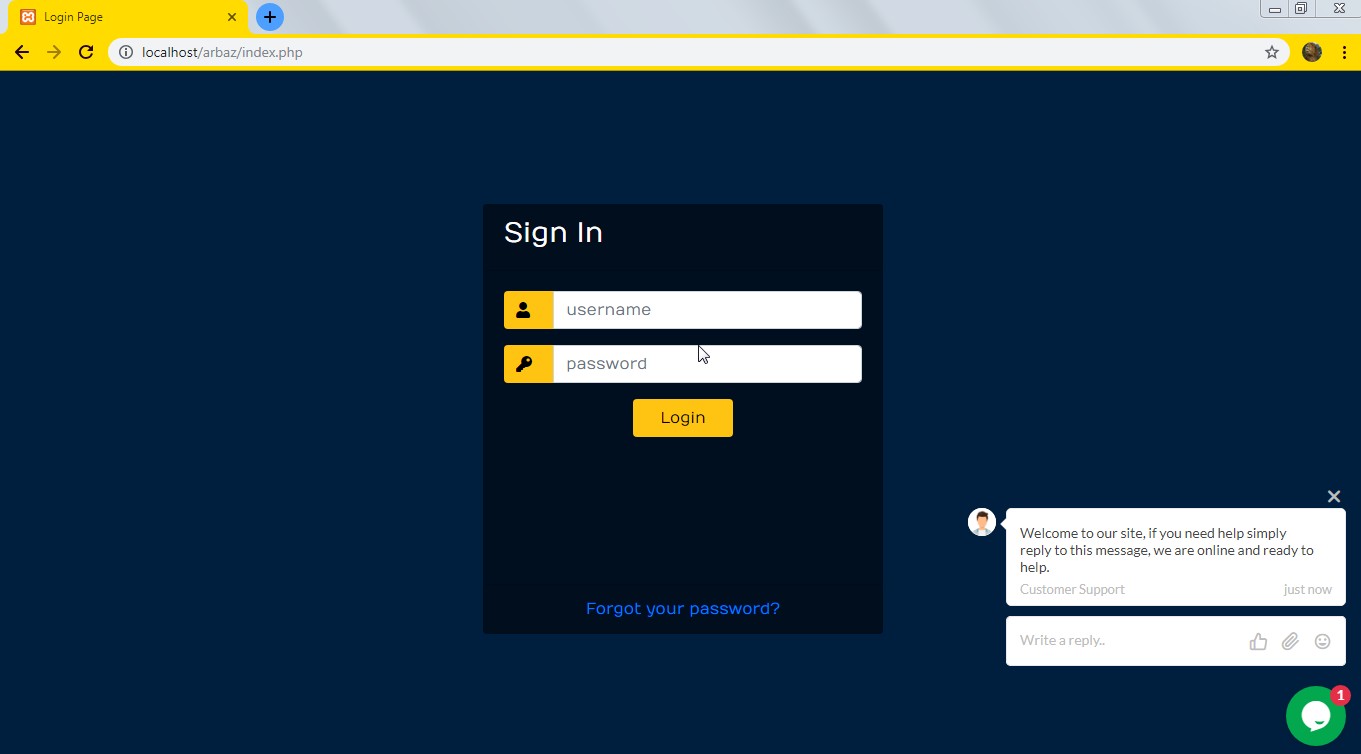 Login Page
localhost/arbaz/index.php
Sign In
username
password
Login
Forgot your password?
Welcome to our site, if you need help simply
reply to this message, we are online and ready to
help.
Customer Support just now
Write a reply..
1